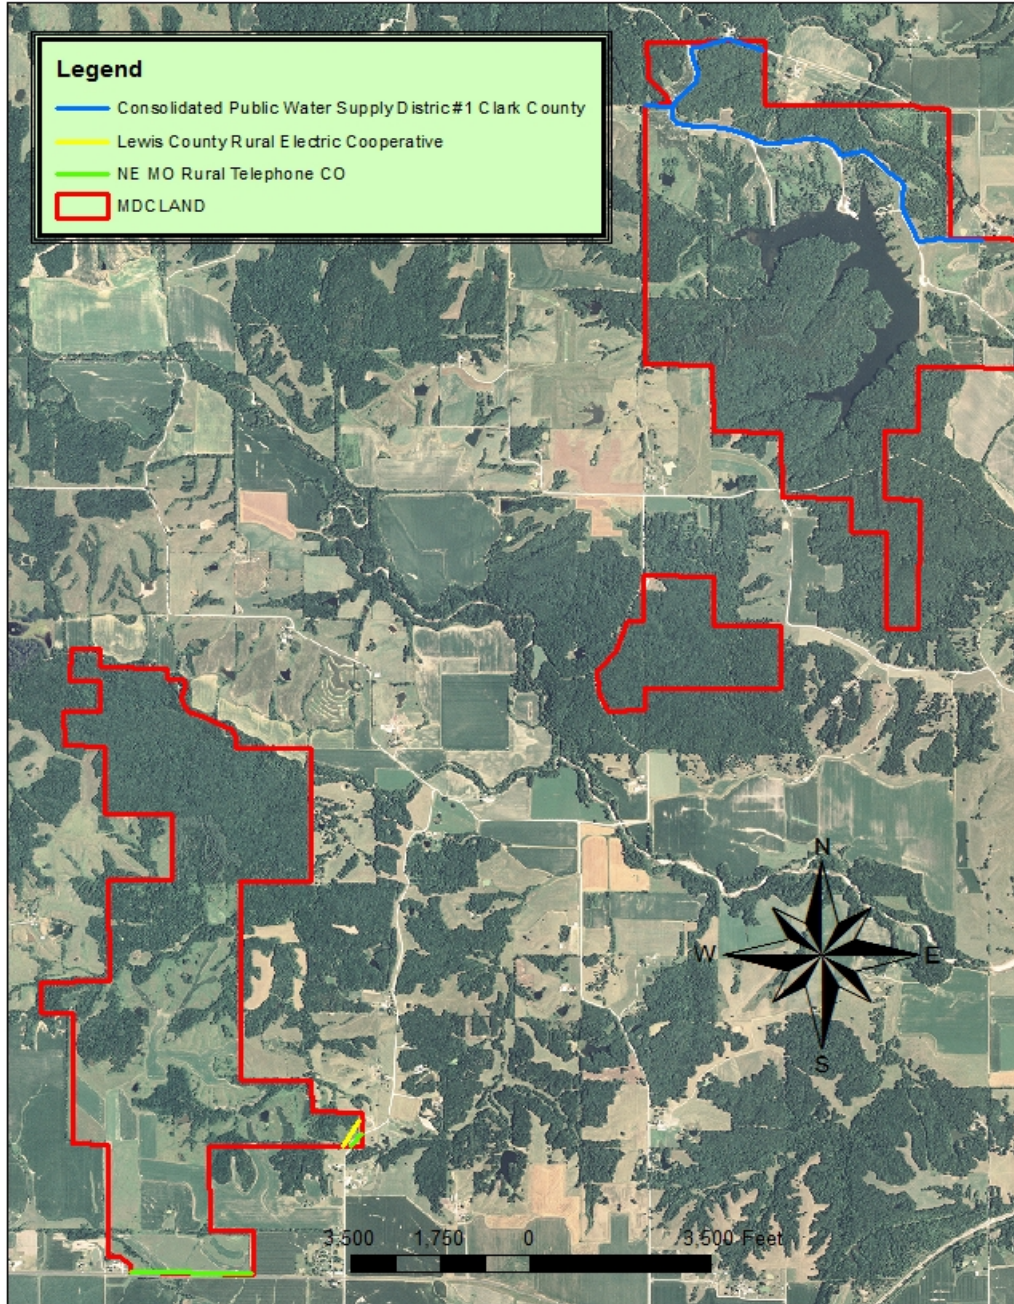 Legend
Consolidated Public Water Supply Distric#1 Clark County
Lewis County Rural Electric Cooperative
NE MO Rural Telephone CO
MDCLAND
N
W E
S
3,500 1,750 0 3,500 Feet